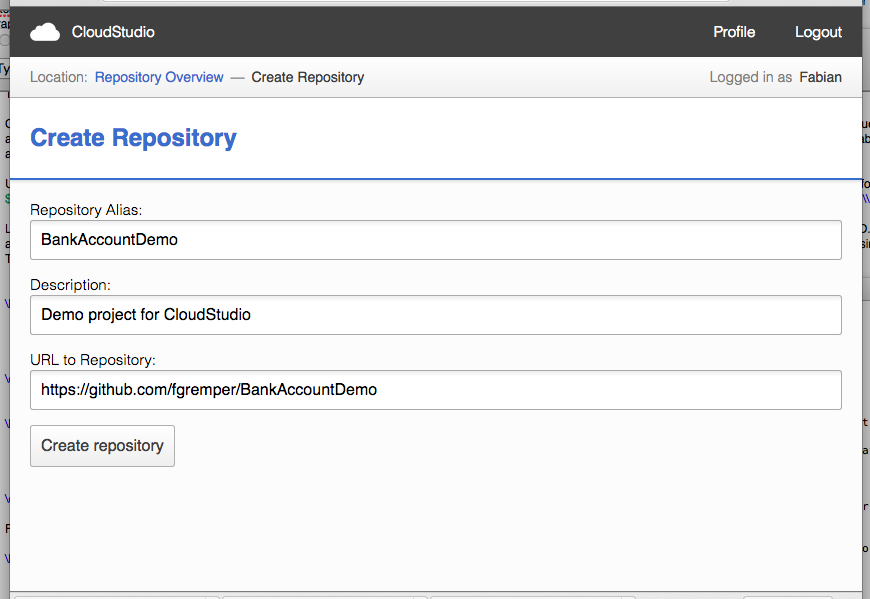 CloudStudio Profile Logout
Location: Repository Overview — Create Repository Logged in as Fabian
Create Repository
Repository Alias:
BankAccountDemo
Description:
Demo project for CloudStudio
URL to Repository:
https://github.com/fgremper/BankAccountDemo
Create repository